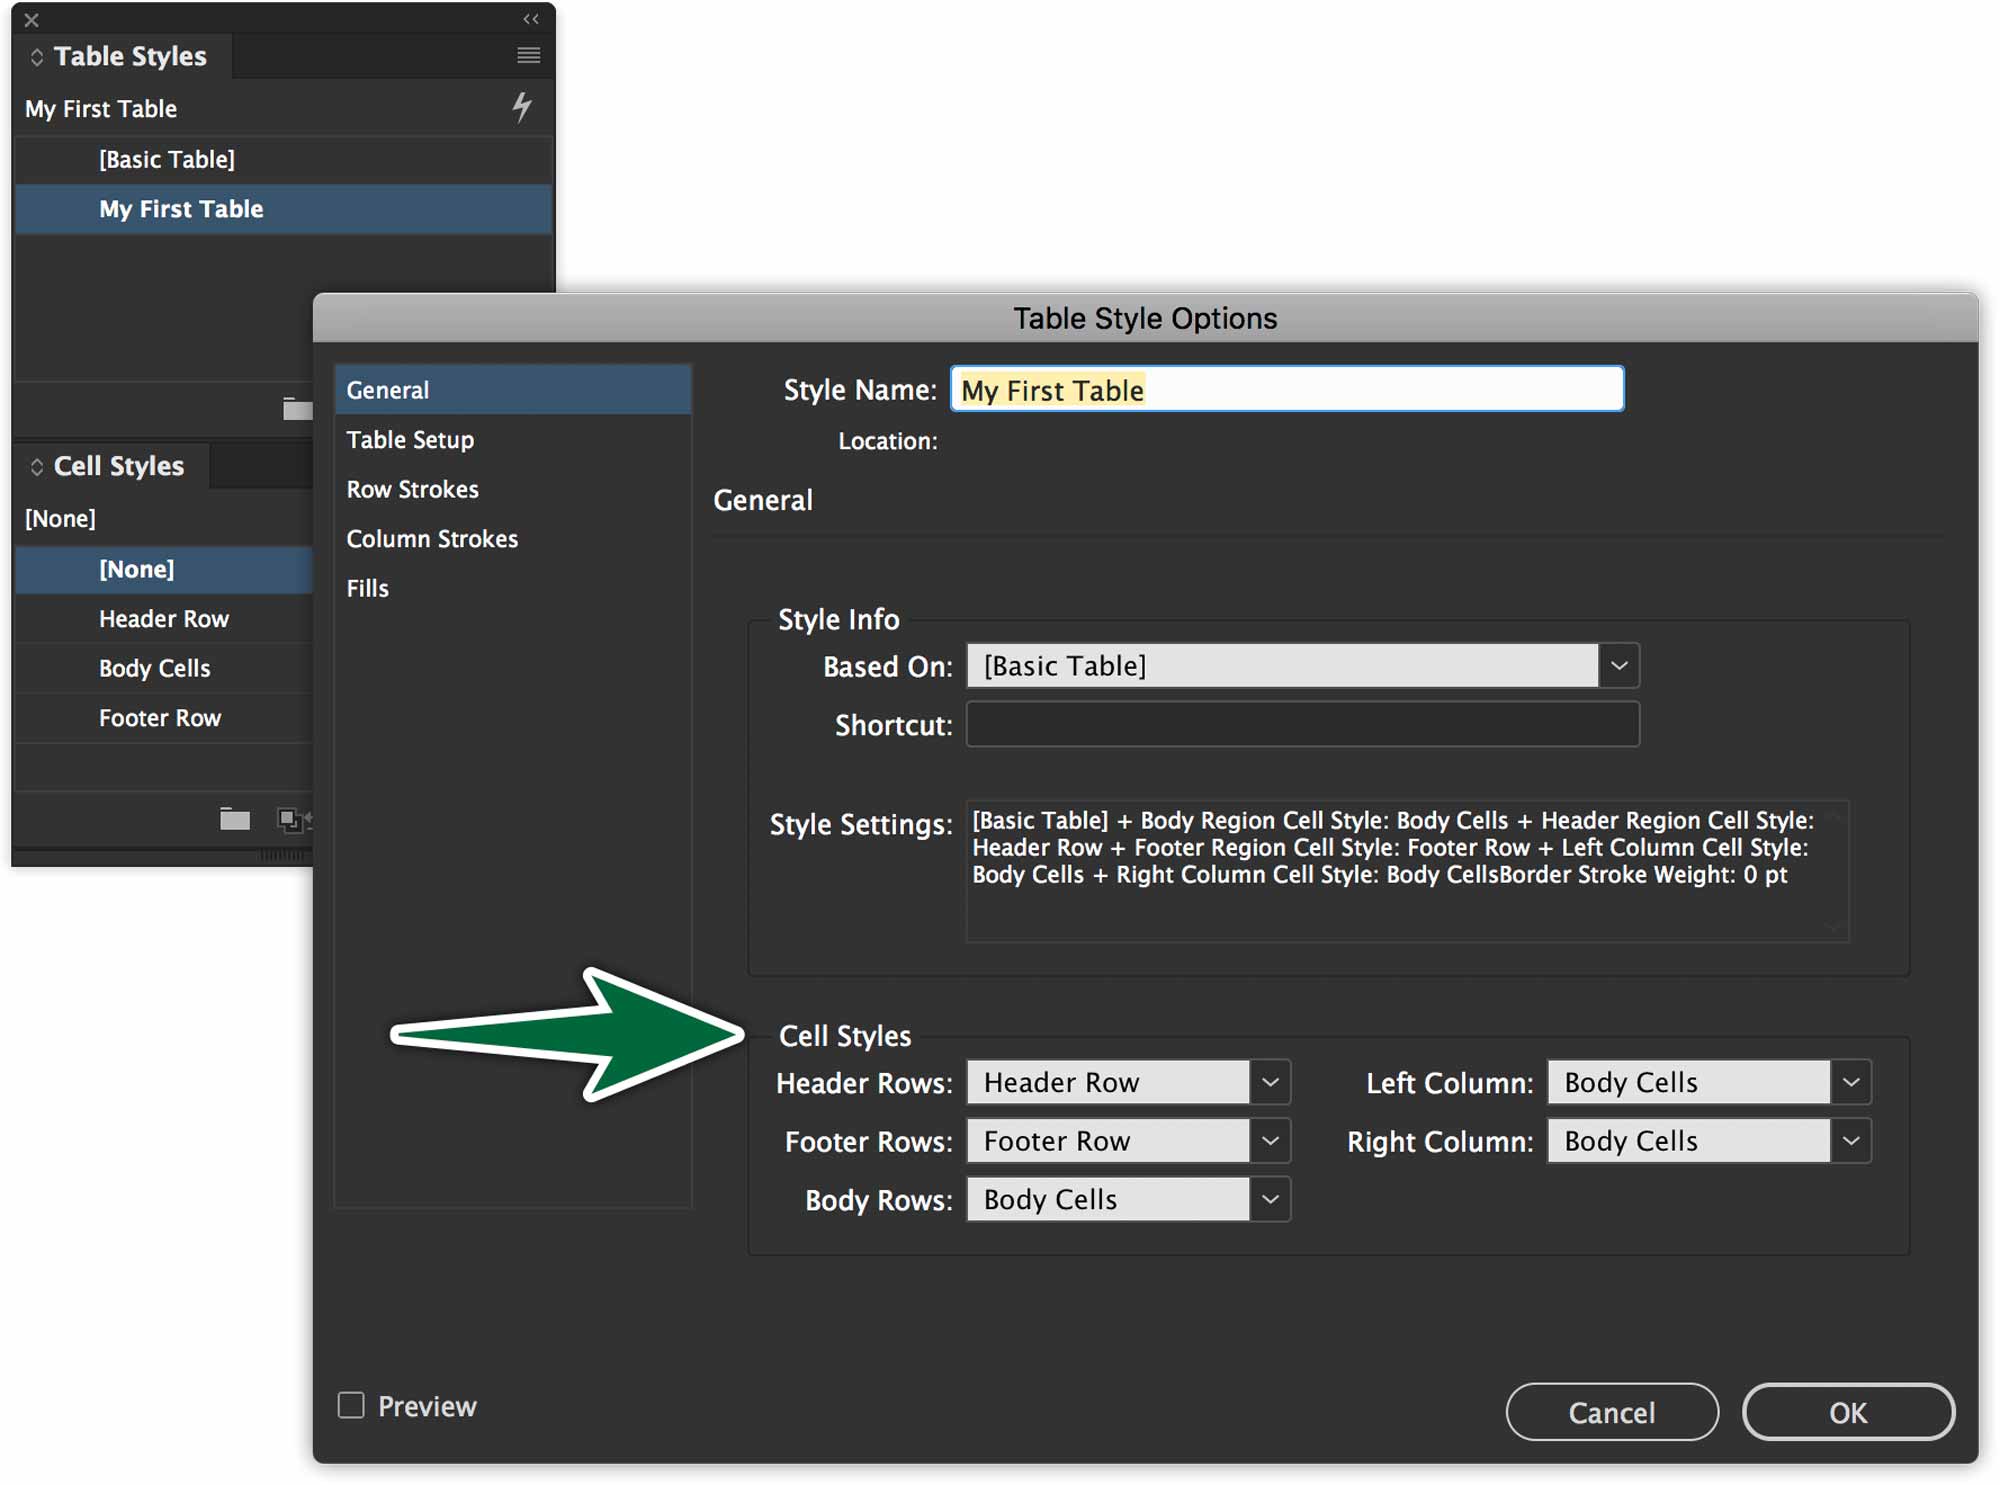 Table Styles
My First Table
[Basic Table]
My First Table
Cell Styles
[None]
[None]
Header Row
Body Cells
Footer Row
Table Style Options
General
Table Setup
Row Strokes
Column Strokes
Fills
Style Name: My First Table
Location:
General
Style Info
Based On: [Basic Table]
Shortcut:
Style Settings: [Basic Table] + Body Region Cell Style: Body Cells + Header Region Cell Style:
Header Row + Footer Region Cell Style: Footer Row + Left Column Cell Style:
Body Cells + Right Column Cell Style: Body CellsBorder Stroke Weight: 0 pt
Cell Styles
Header Rows: Header Row Left Column: Body Cells
Footer Rows: Footer Row Right Column: Body Cells
Body Rows: Body Cells
Preview
Cancel OK